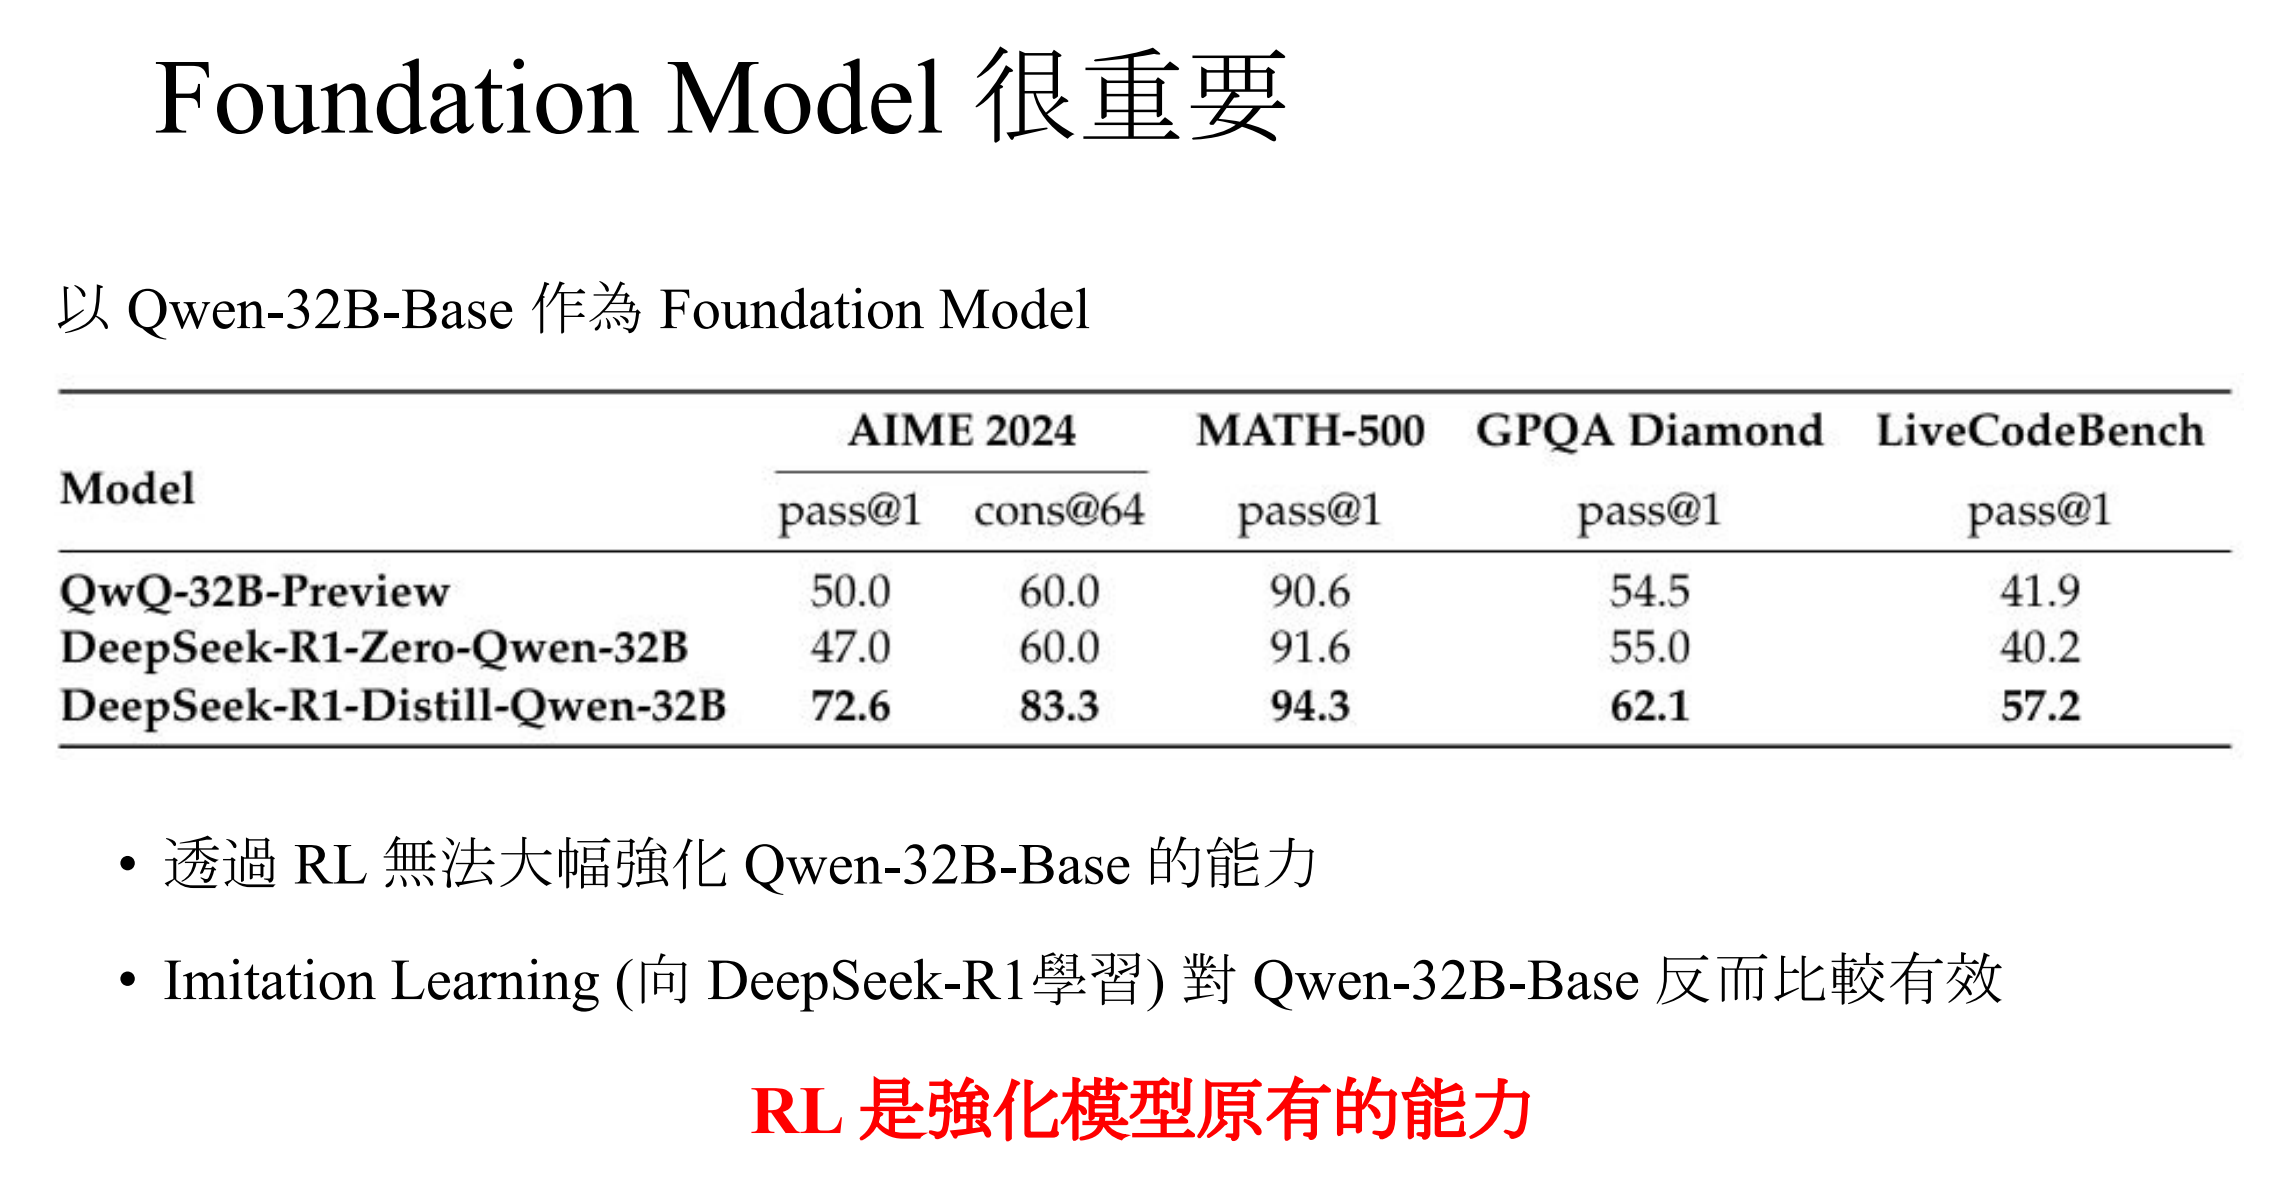 Foundation Model 很重要
以 Qwen-32B-Base 作為 Foundation Model
Model AIME 2024 MATH-500 GPQA Diamond LiveCodeBench
pass@1 cons@64 pass@1 pass@1 pass@1
QwQ-32B-Preview 50.0 60.0 90.6 54.5 41.9
DeepSeek-R1-Zero-Qwen-32B 47.0 60.0 91.6 55.0 40.2
DeepSeek-R1-Distill-Qwen-32B 72.6 83.3 94.3 62.1 57.2
• 透過 RL 無法大幅強化 Qwen-32B-Base 的能力
• Imitation Learning (向 DeepSeek-R1學習) 對 Qwen-32B-Base 反而比較有效
RL 是強化模型原有的能力